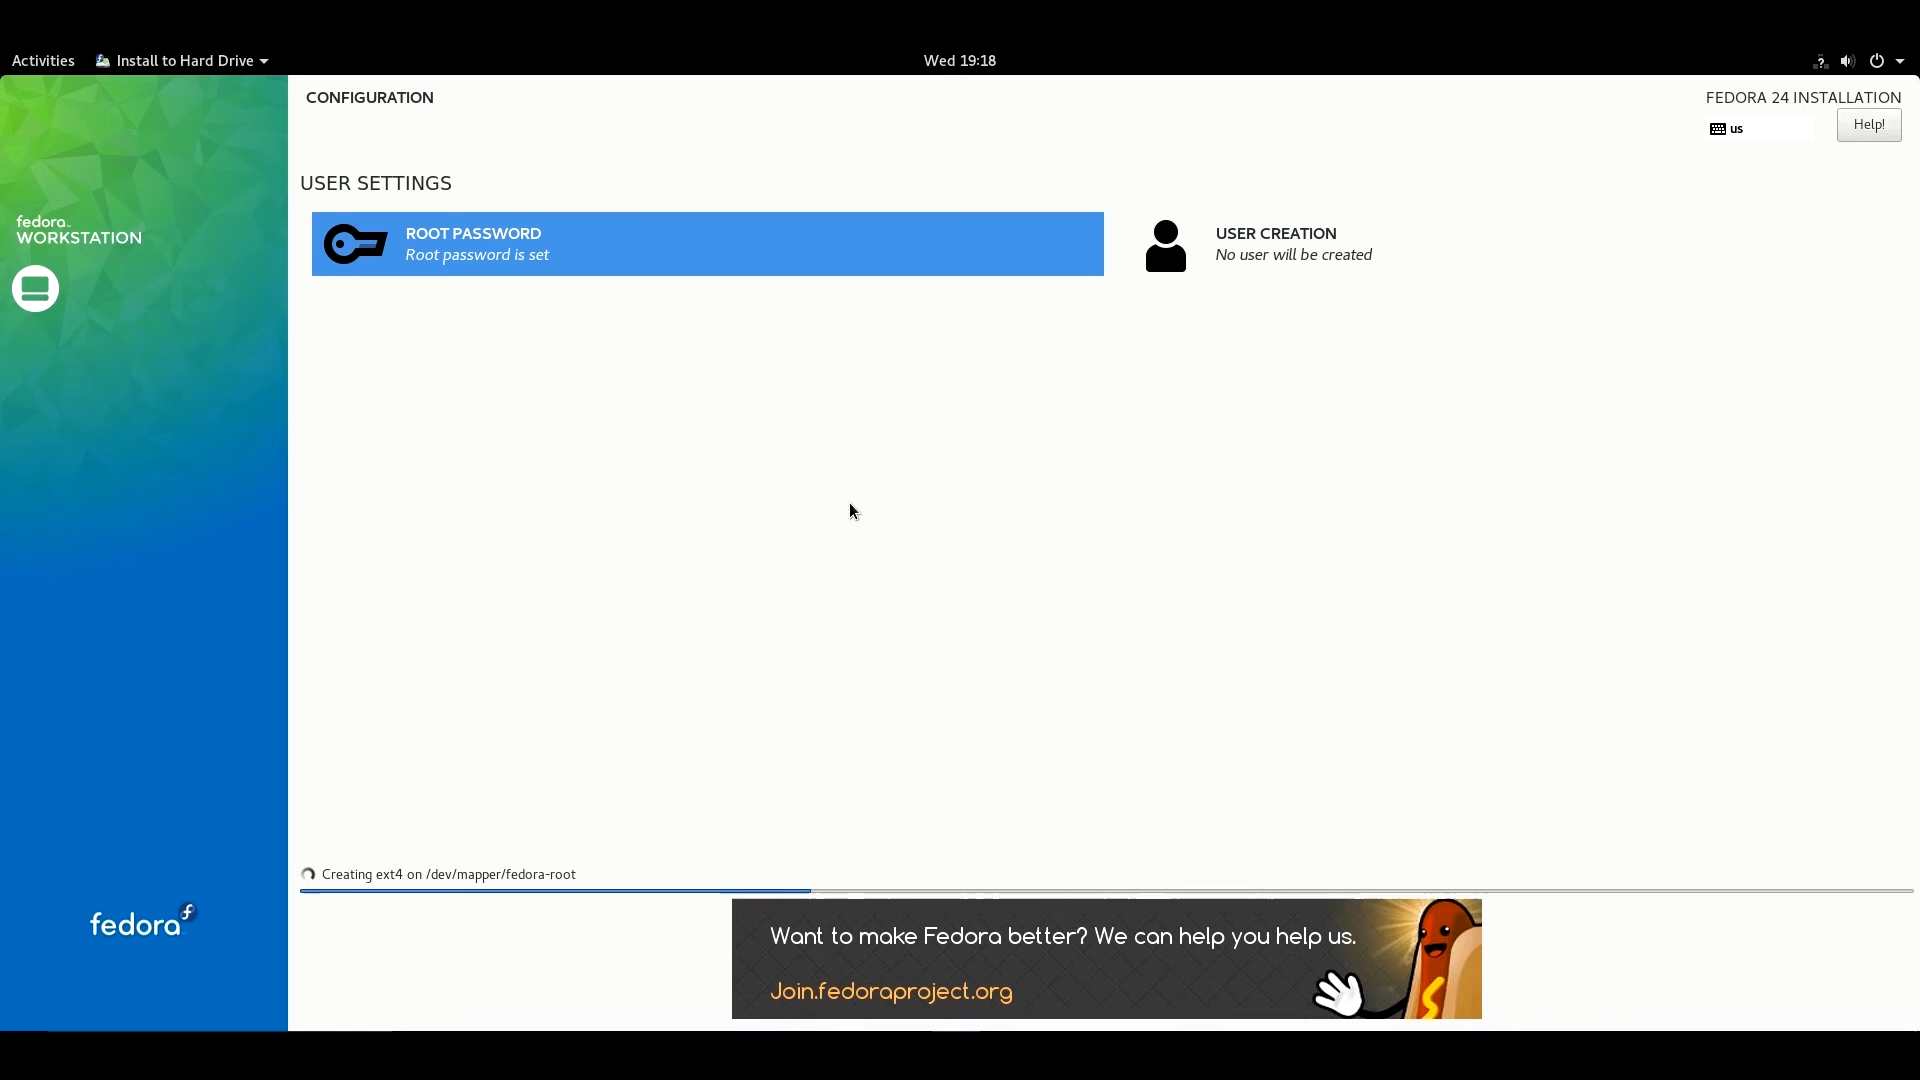 Activities
Install to Hard Drive
Wed 19:18
CONFIGURATION
FEDORA 24 INSTALLATION
us
Help!
USER SETTINGS
fedora
WORKSTATION
ROOT PASSWORD
Root password is set
USER CREATION
No user will be created
Creating ext4 on /dev/mapper/fedora-root
fedora
Want to make Fedora better? We can help you help us.
Join.fedoraproject.org